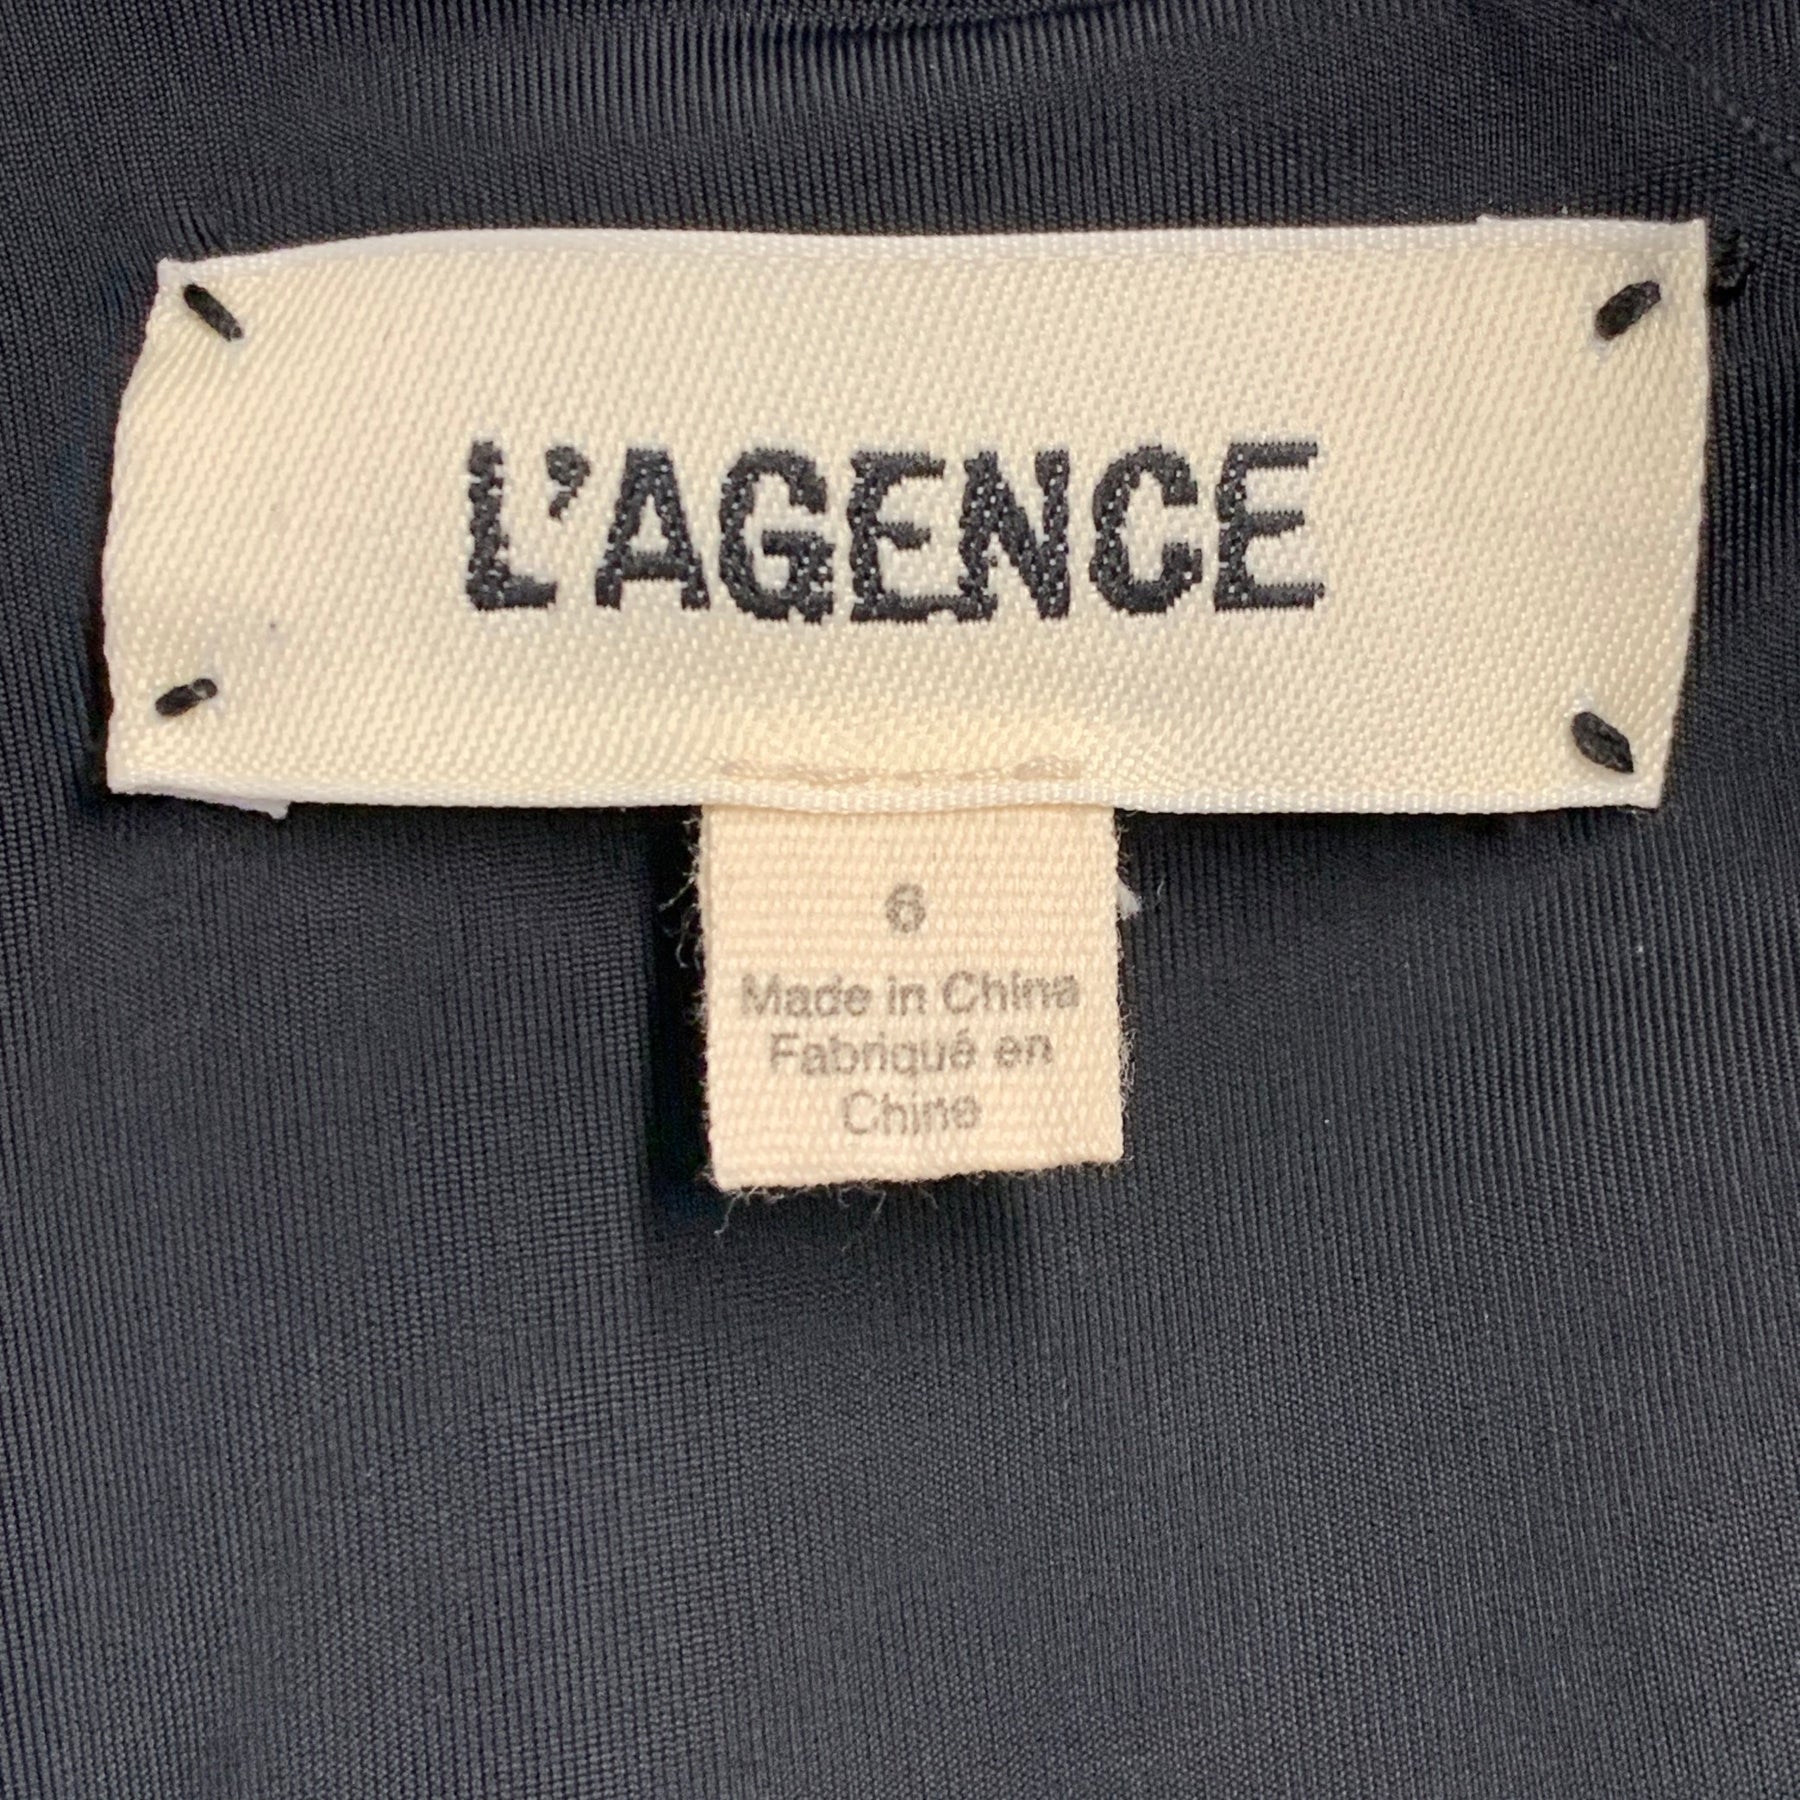 L'AGENCE
6
Made in China
Fabriqué en
Chine